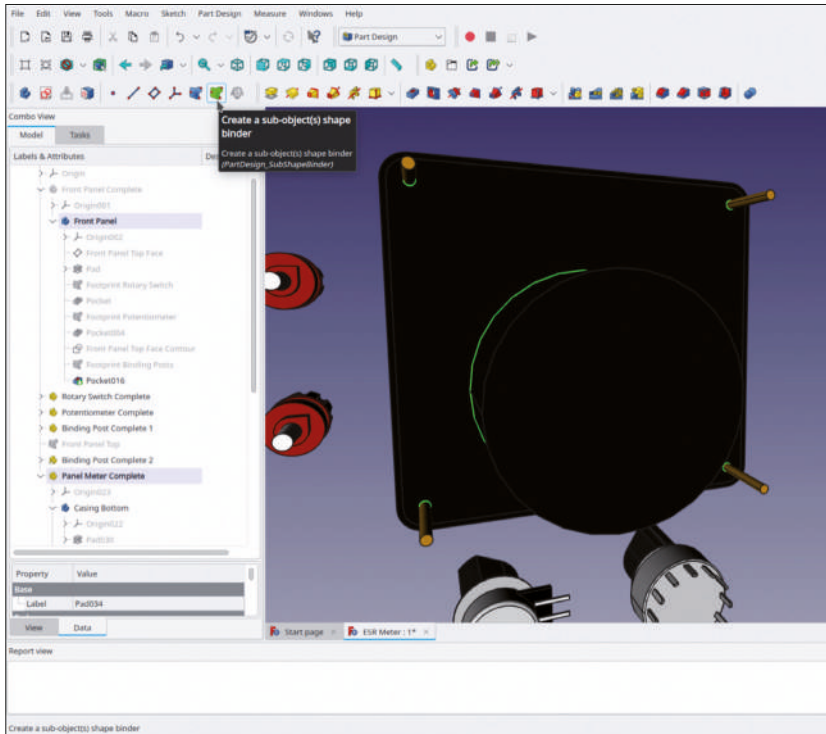 File Edit View Tools Macro Sketch Part Design Measure Windows Help
Part Design
Create a sub-object(s) shape
binder
Create a sub-object(s) shape binder
(PartDesign_SubShapeBinder)
Combo View
Model Tasks
Labels & Attributes
Origin
Front Panel Complete
Origin001
Front Panel
Origin002
Front Panel Top Face
Pad
Footprint Rotary Switch
Pocket
Footprint Potentiometer
Pocket004
Front Panel Top Face Contour
Footprint Binding Posts
Pocket016
Rotary Switch Complete
Potentiometer Complete
Binding Post Complete 1
Front Panel Top
Binding Post Complete 2
Panel Meter Complete
Origin023
Casing Bottom
Origin022
Pad030
Property Value
Base
Label Pad034
View Data
Start page ESR Meter : 1*
Report view
Create a sub-object(s) shape binder